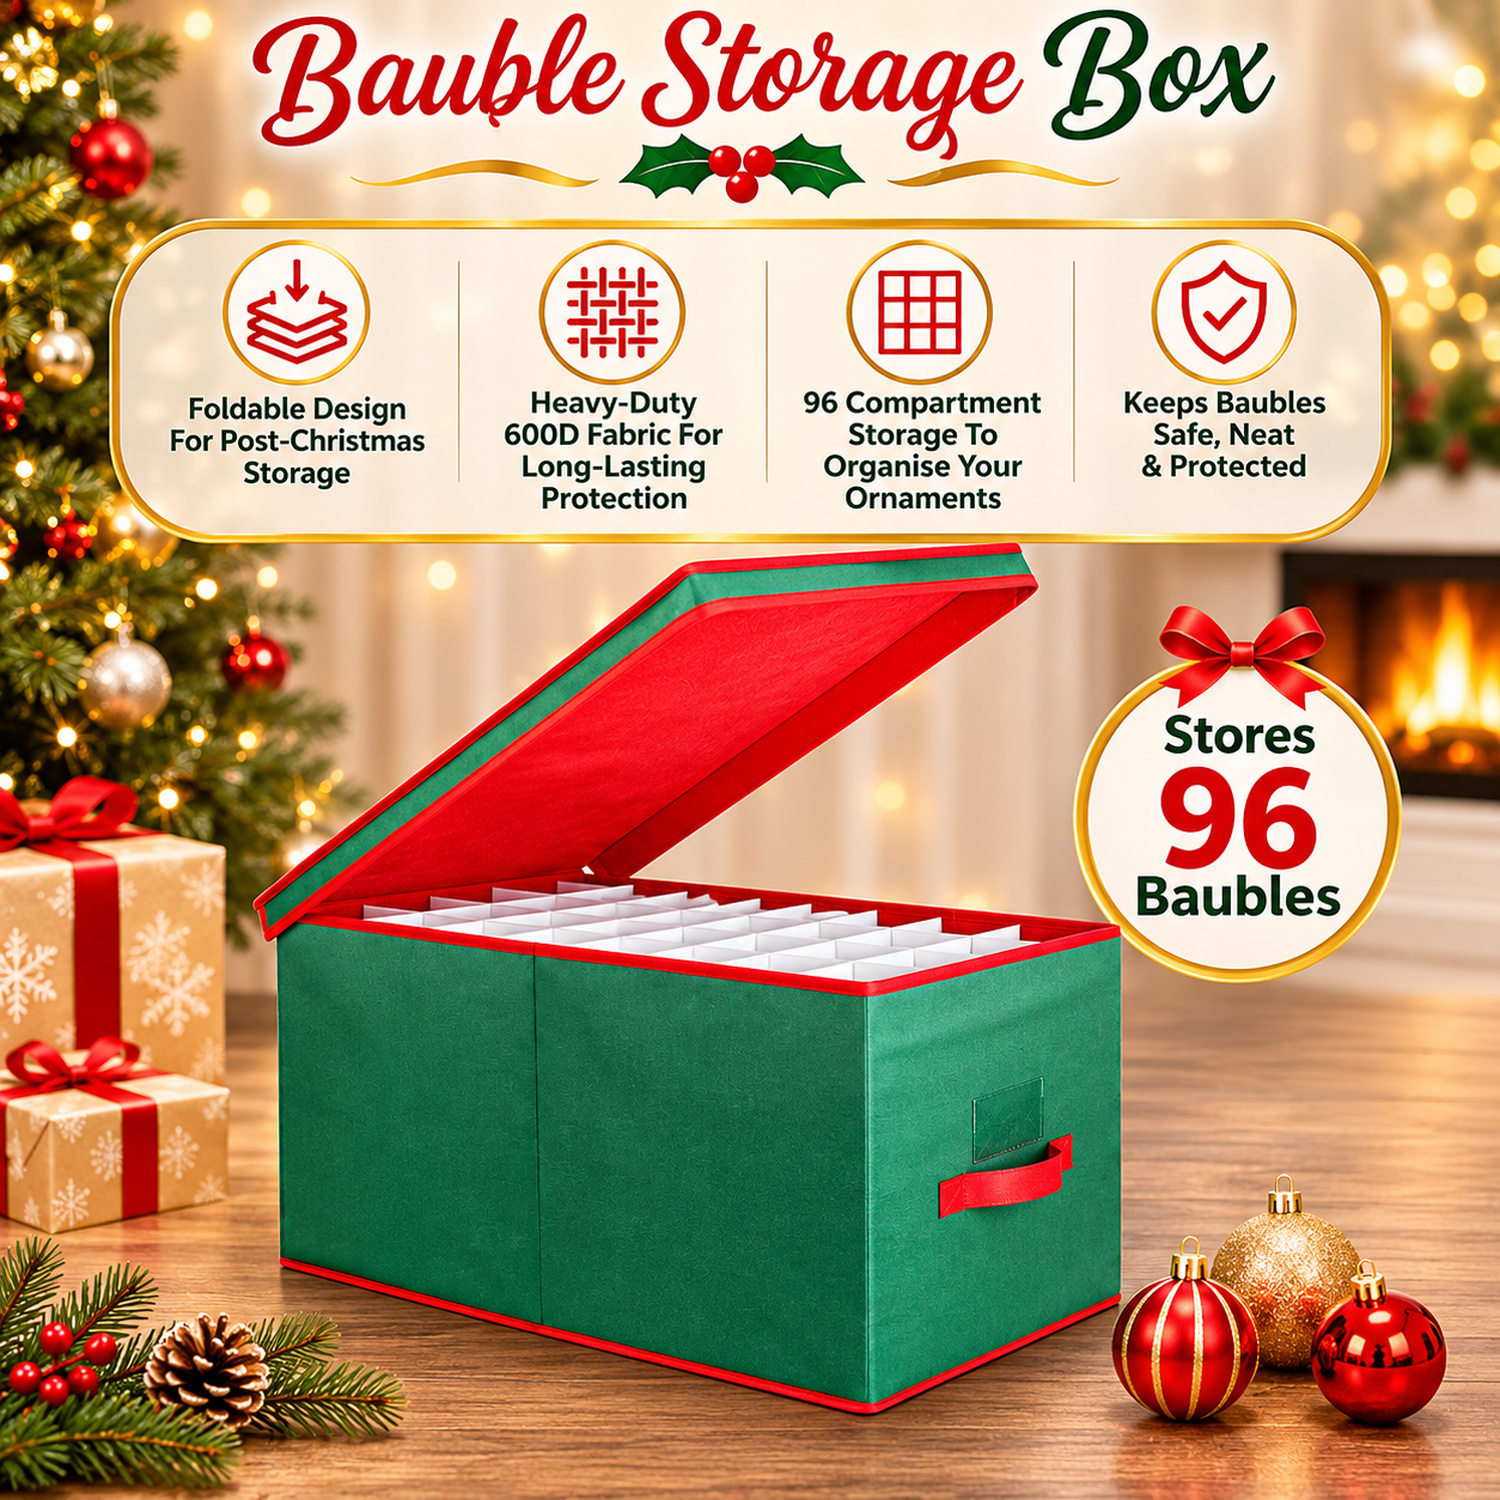 Bauble Storage Box
Foldable Design
For Post-Christmas
Storage
Heavy-Duty
600D Fabric For
Long-Lasting
Protection
96 Compartment
Storage To
Organise Your
Ornaments
Keeps Baubles
Safe, Neat
& Protected
Stores
96
Baubles